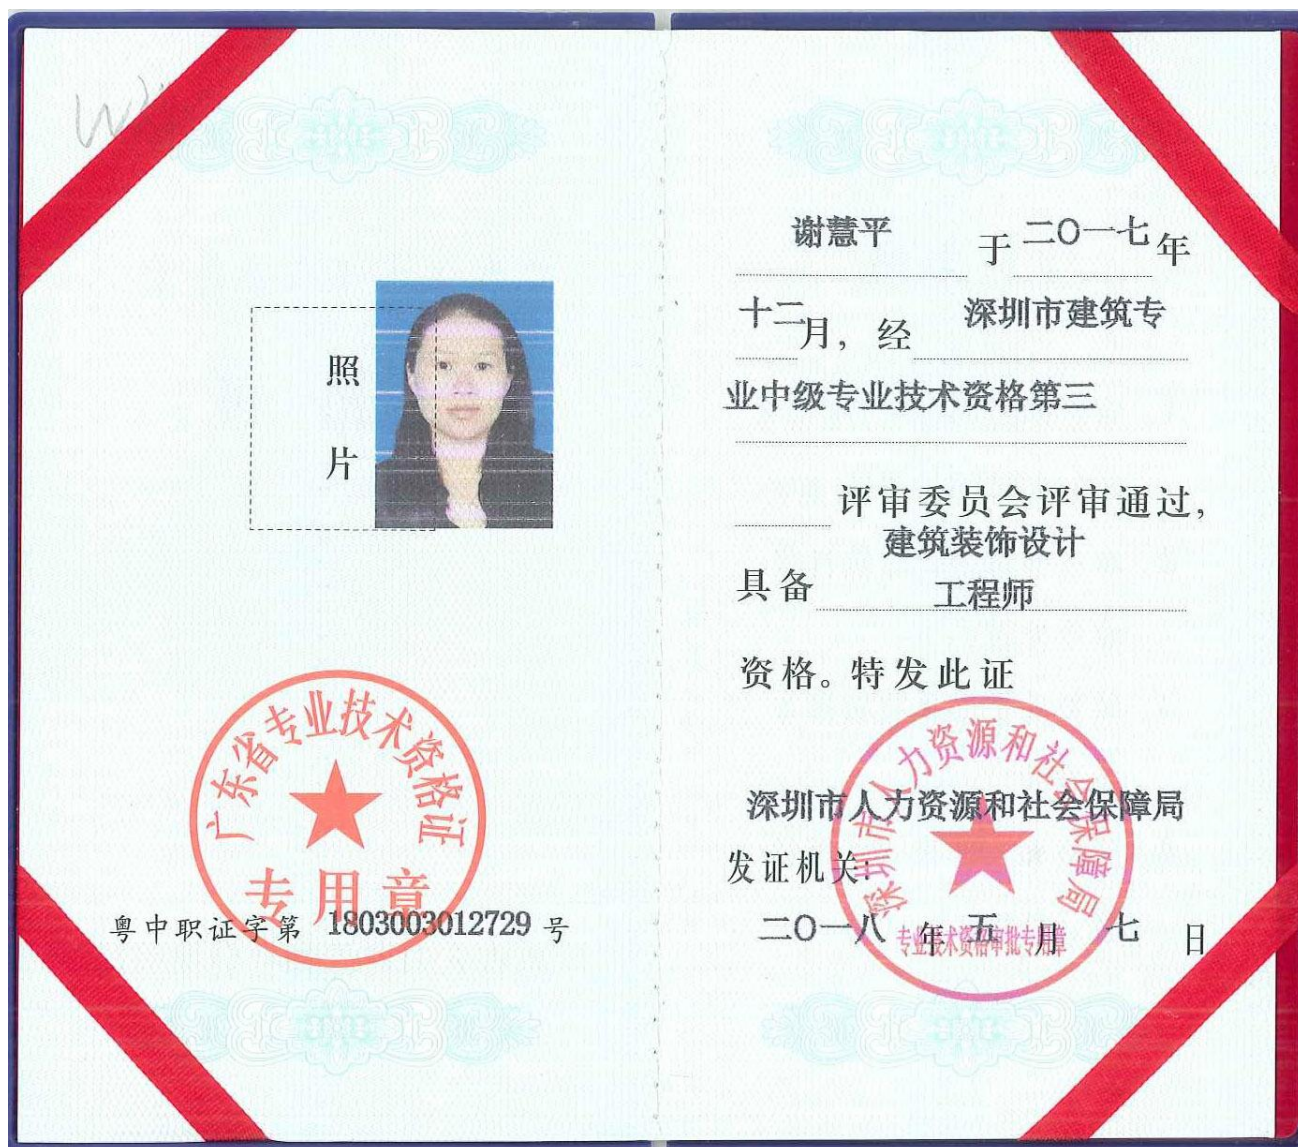 照
片
广东省专业技术资格证
专用章
粤中职证字第 1803003012729 号
谢慧平 于 二〇一七 年
十二月，经 深圳市建筑专
业中级专业技术资格第三
评审委员会评审通过，
建筑装饰设计
具备 工程师
资格。特发此证
深圳市人力资源和社会保障局
深圳市人力资源和社会保障局
发证机关：
二〇一八 年 五 月 七 日
专业技术资格审批专用章